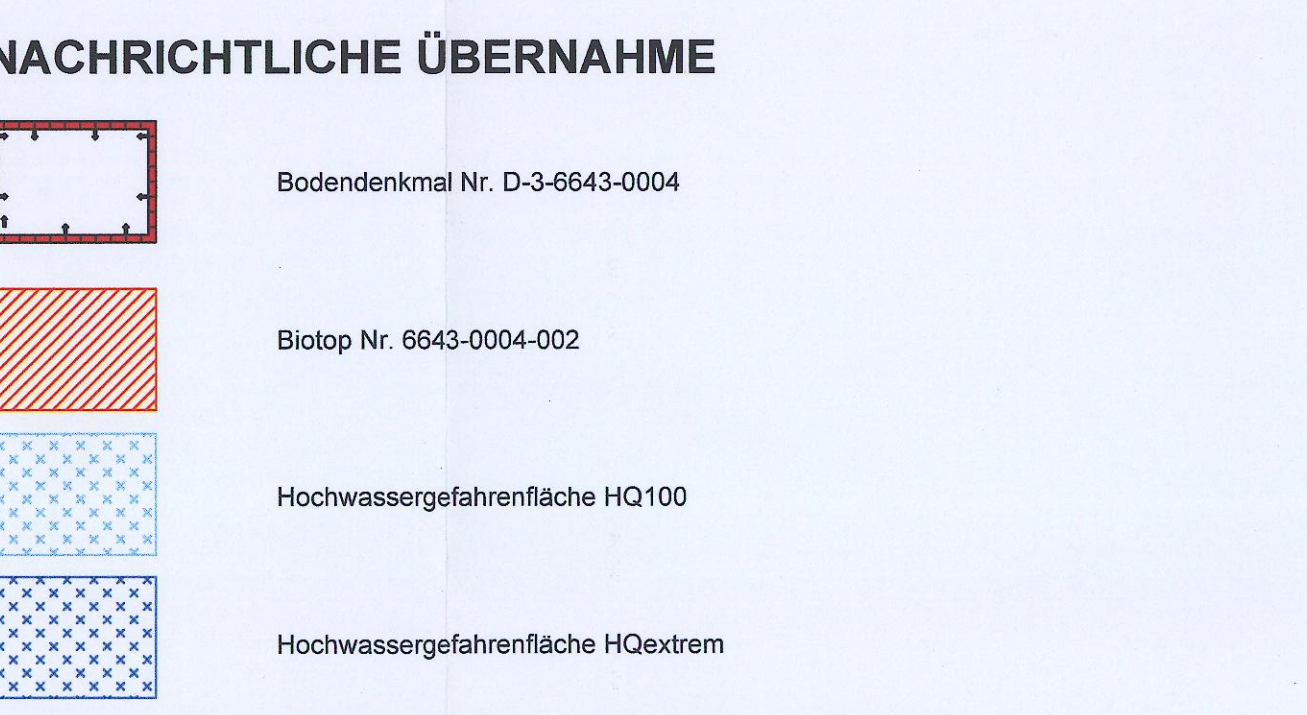 NACHRICHTLICHE ÜBERNAHME
Bodendenkmal Nr. D-3-6643-0004
Biotop Nr. 6643-0004-002
Hochwassergefahrenfläche HQ100
Hochwassergefahrenfläche HQextrem